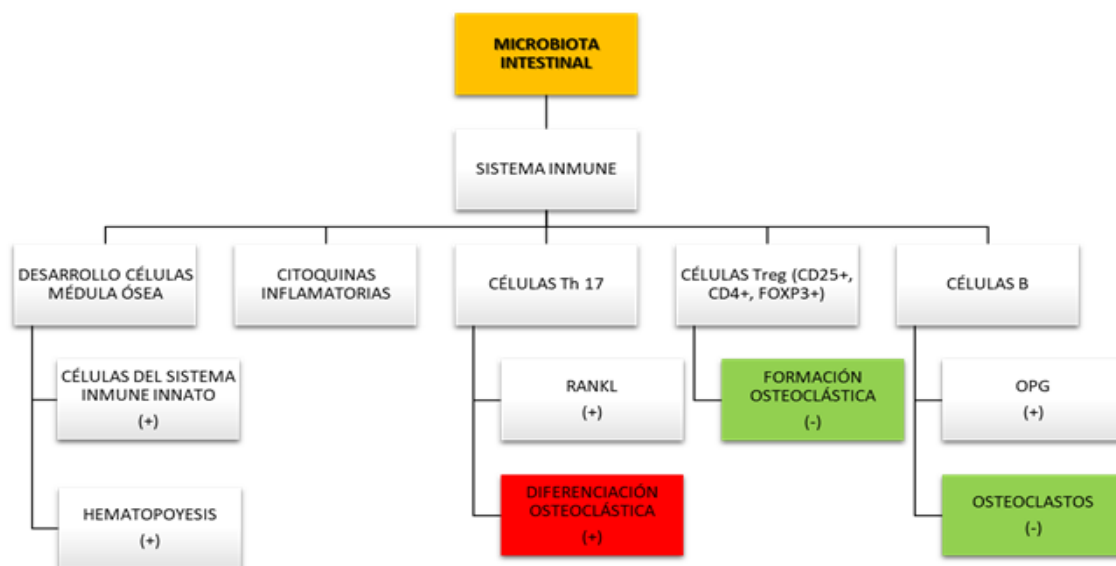 MICROBIOTA
INTESTINAL
SISTEMA INMUNE
DESARROLLO CÉLULAS
MÉDULA ÓSEA
CITOQUINAS
INFLAMATORIAS
CÉLULAS Th 17
CÉLULAS Treg (CD25+,
CD4+, FOXP3+)
CÉLULAS B
CÉLULAS DEL SISTEMA
INMUNE INNATO
(+)
HEMATOPOYESIS
(+)
RANKL
(+)
DIFERENCIACIÓN
OSTEOCLÁSTICA
(+)
FORMACIÓN
OSTEOCLÁSTICA
(-)
OPG
(+)
OSTEOCLASTOS
(-)